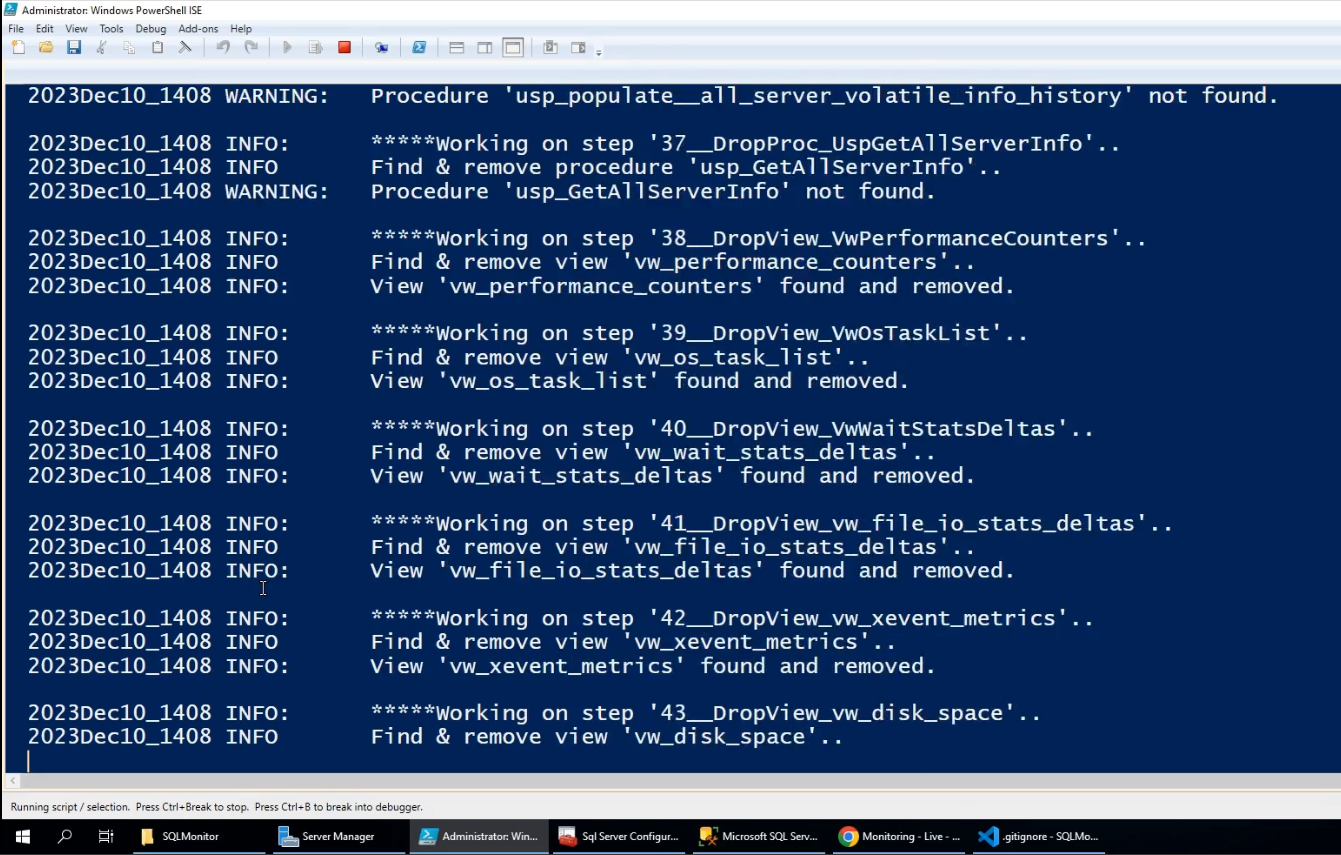 Administrator: Windows PowerShell ISE
File Edit View Tools Debug Add-ons Help
2023Dec10_1408 WARNING: Procedure 'usp_populate__all_server_volatile_info_history' not found.
2023Dec10_1408 INFO: *****Working on step '37__DropProc_UspGetAllServerInfo'..
2023Dec10_1408 INFO Find & remove procedure 'usp_GetAllServerInfo'..
2023Dec10_1408 WARNING: Procedure 'usp_GetAllServerInfo' not found.
2023Dec10_1408 INFO: *****Working on step '38__DropView_VwPerformanceCounters'..
2023Dec10_1408 INFO Find & remove view 'vw_performance_counters'..
2023Dec10_1408 INFO: View 'vw_performance_counters' found and removed.
2023Dec10_1408 INFO: *****Working on step '39__DropView_VwOsTaskList'..
2023Dec10_1408 INFO Find & remove view 'vw_os_task_list'..
2023Dec10_1408 INFO: View 'vw_os_task_list' found and removed.
2023Dec10_1408 INFO: *****Working on step '40__DropView_VwWaitStatsDeltas'..
2023Dec10_1408 INFO Find & remove view 'vw_wait_stats_deltas'..
2023Dec10_1408 INFO: View 'vw_wait_stats_deltas' found and removed.
2023Dec10_1408 INFO: *****Working on step '41__DropView_vw_file_io_stats_deltas'..
2023Dec10_1408 INFO Find & remove view 'vw_file_io_stats_deltas'..
2023Dec10_1408 INFO: View 'vw_file_io_stats_deltas' found and removed.
2023Dec10_1408 INFO: *****Working on step '42__DropView_vw_xevent_metrics'..
2023Dec10_1408 INFO Find & remove view 'vw_xevent_metrics'..
2023Dec10_1408 INFO: View 'vw_xevent_metrics' found and removed.
2023Dec10_1408 INFO: *****Working on step '43__DropView_vw_disk_space'..
2023Dec10_1408 INFO Find & remove view 'vw_disk_space'..
Running script / selection. Press Ctrl+Break to stop. Press Ctrl+B to break into debugger.
SQLMonitor Server Manager Administrator: Win... Sql Server Configur... Microsoft SQL Serv... Monitoring - Live - ... .gitignore - SQLMo...